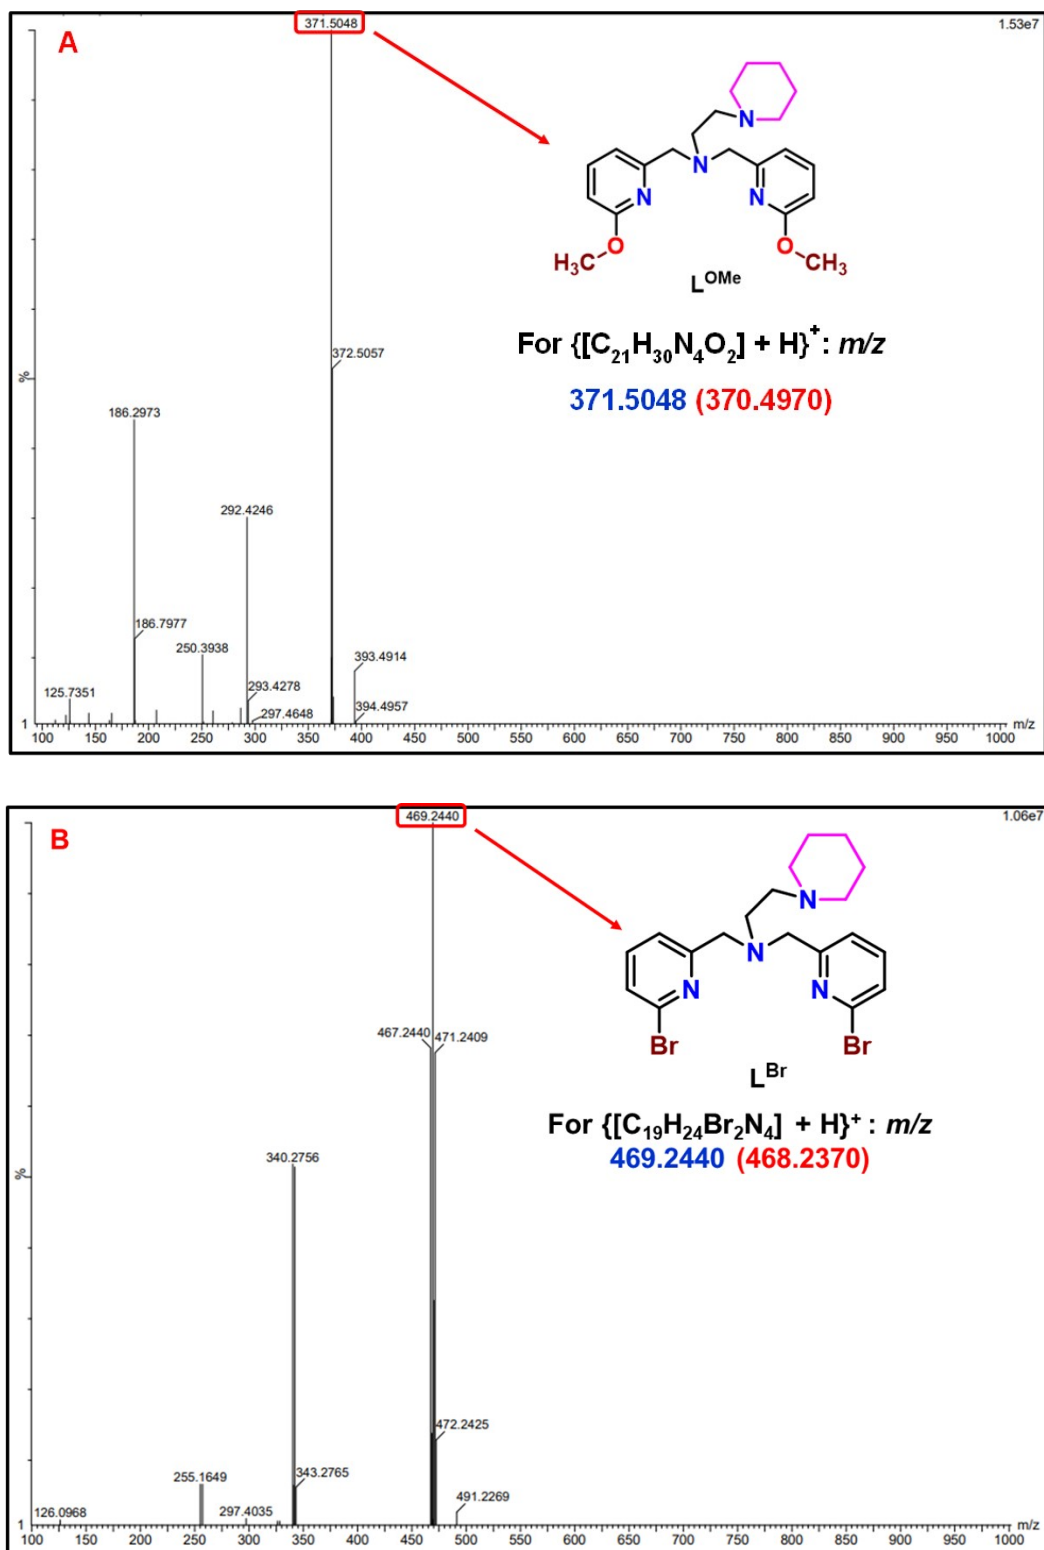 371.5048
1.53e7
A
N
N
N
N
O
O
H₃C
CH₃
L^OMe
372.5057
For {[C₂₁H₃₀N₄O₂] + H}⁺: m/z
%
371.5048 (370.4970)
186.2973
292.4246
186.7977
250.3938
393.4914
125.7351
293.4278
297.4648
394.4957
1
m/z
100 150 200 250 300 350 400 450 500 550 600 650 700 750 800 850 900 950 1000
469.2440
1.06e7
B
N
N
N
N
Br
Br
467.2440
471.2409
L^Br
For {[C₁₉H₂₄Br₂N₄] + H}⁺ : m/z
469.2440 (468.2370)
340.2756
%
472.2425
255.1649
343.2765
491.2269
126.0968
297.4035
1
m/z
100 150 200 250 300 350 400 450 500 550 600 650 700 750 800 850 900 950 1000